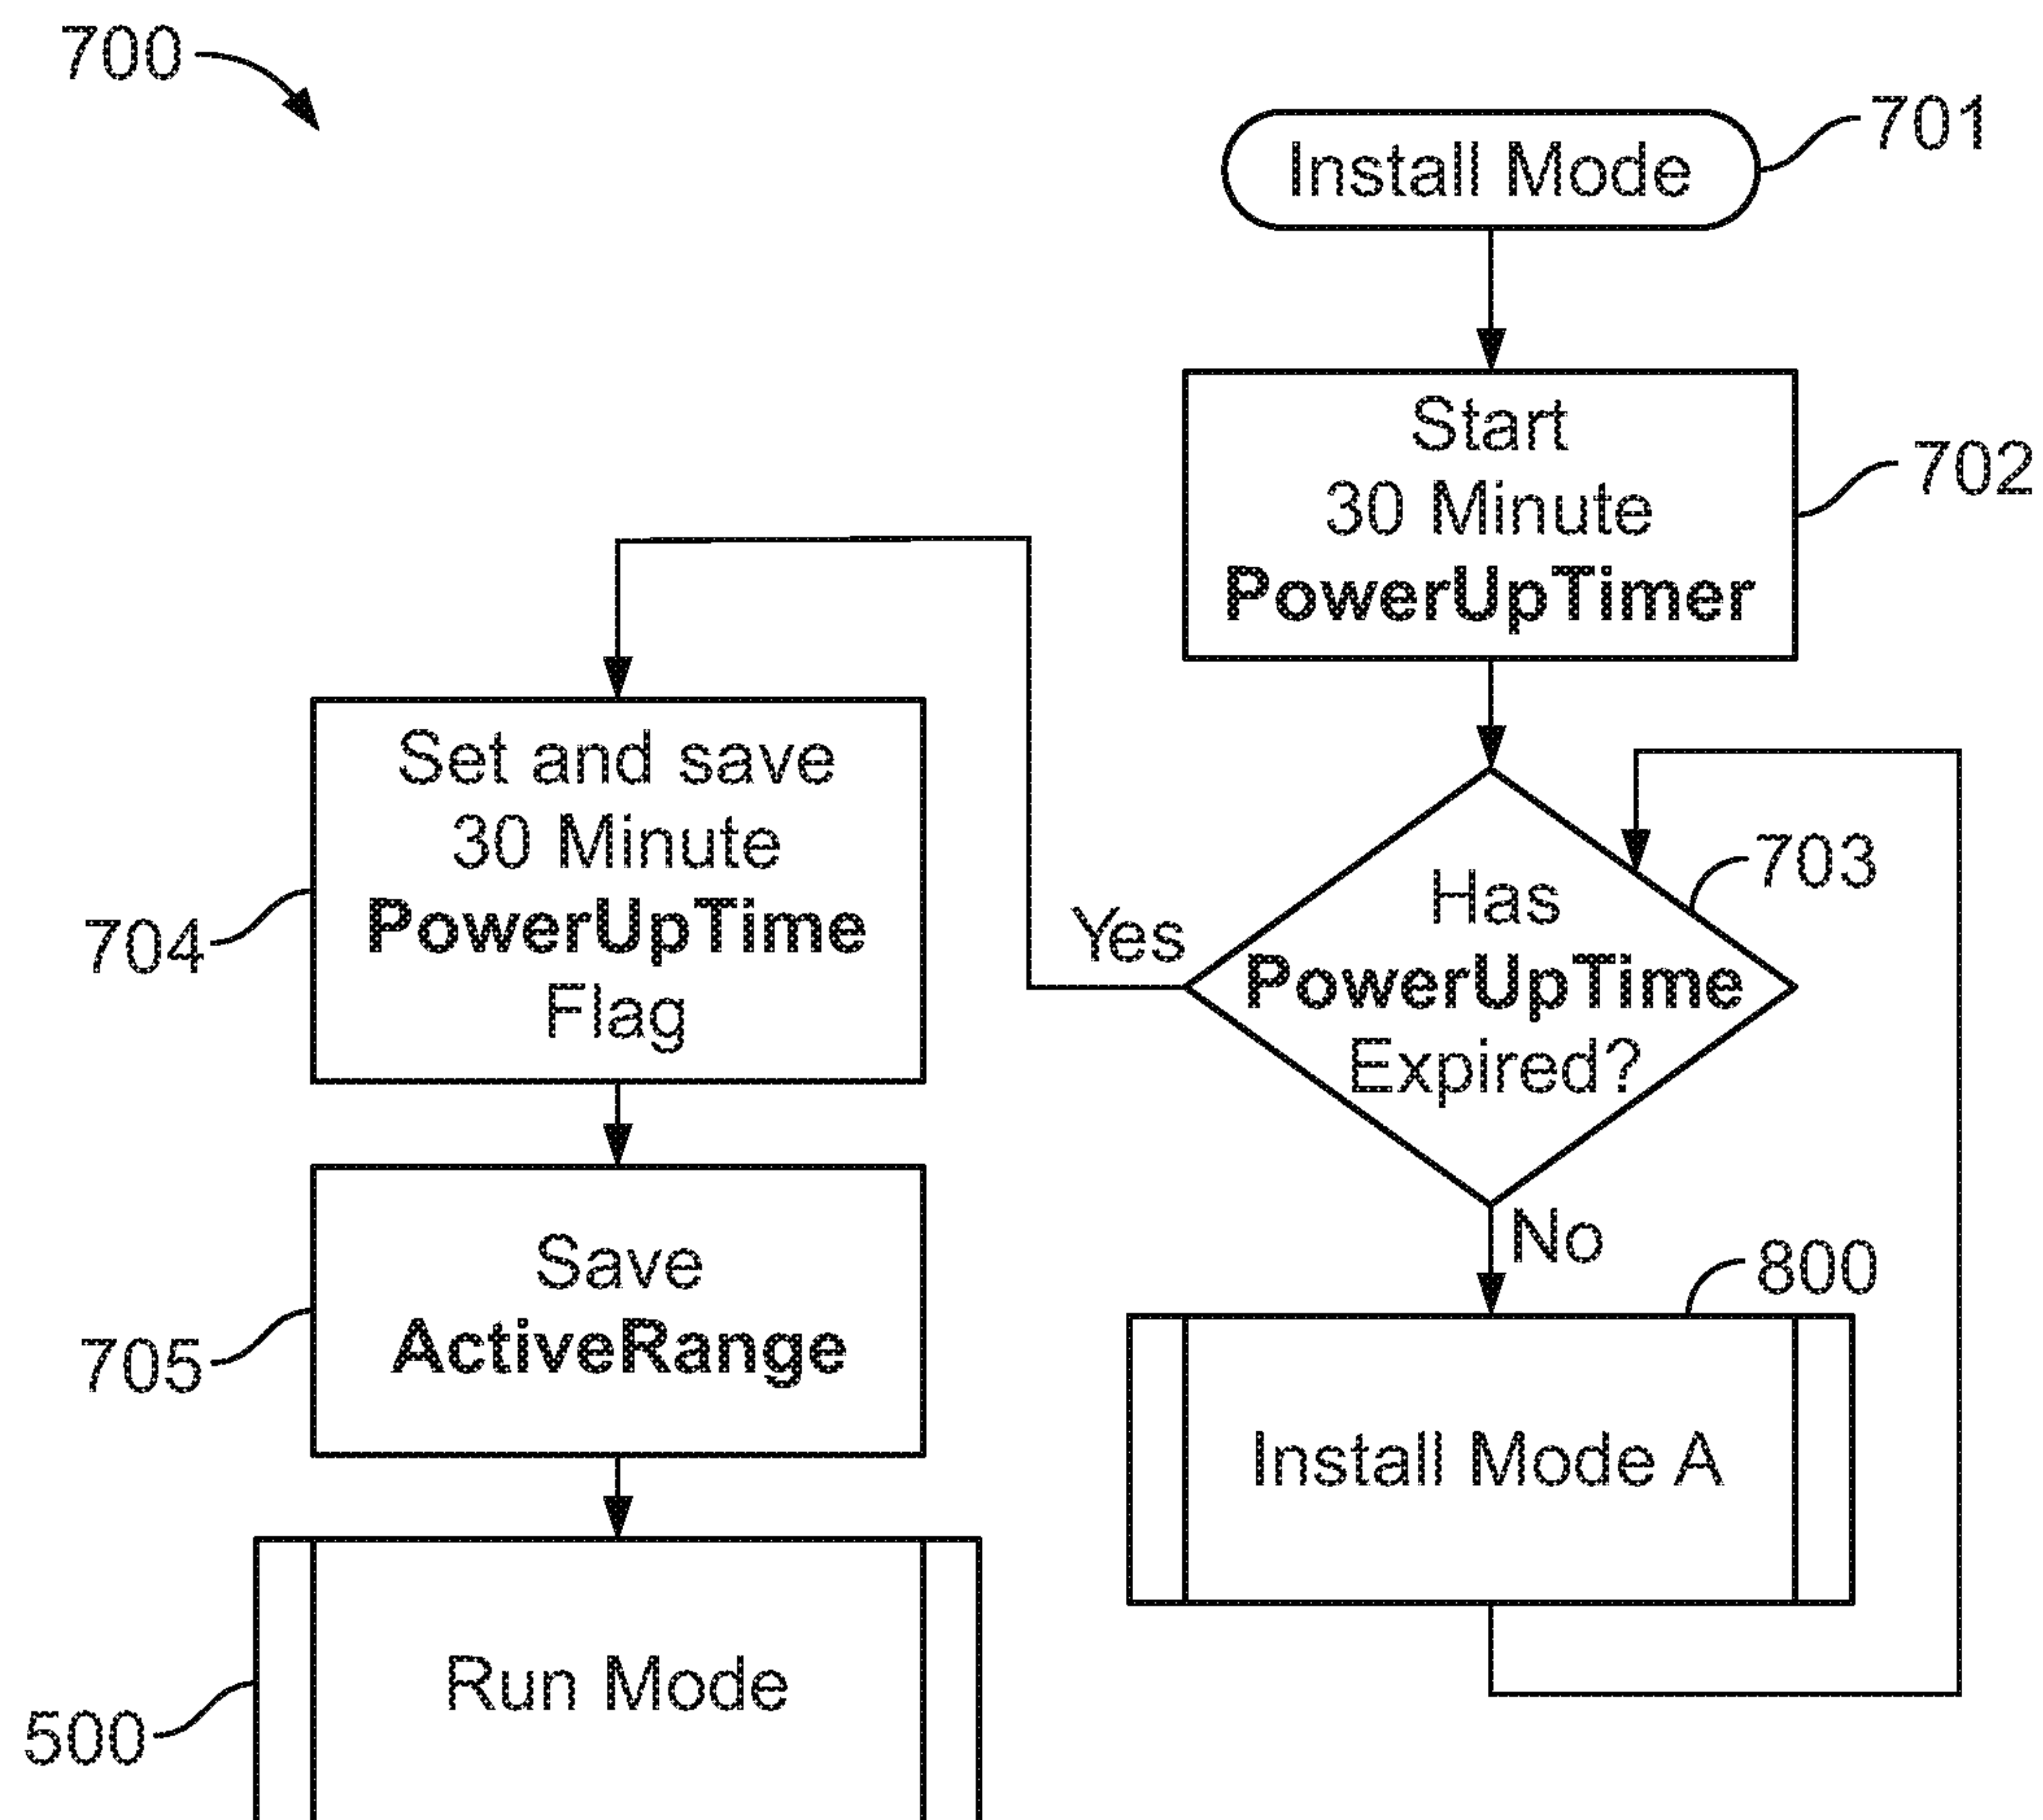 700
Install Mode
701
Start
30 Minute
PowerUpTimer
702
Has
PowerUpTime
Expired?
703
Yes
No
Set and save
30 Minute
PowerUpTime
Flag
704
Save
ActiveRange
705
800
Install Mode A
Run Mode
500